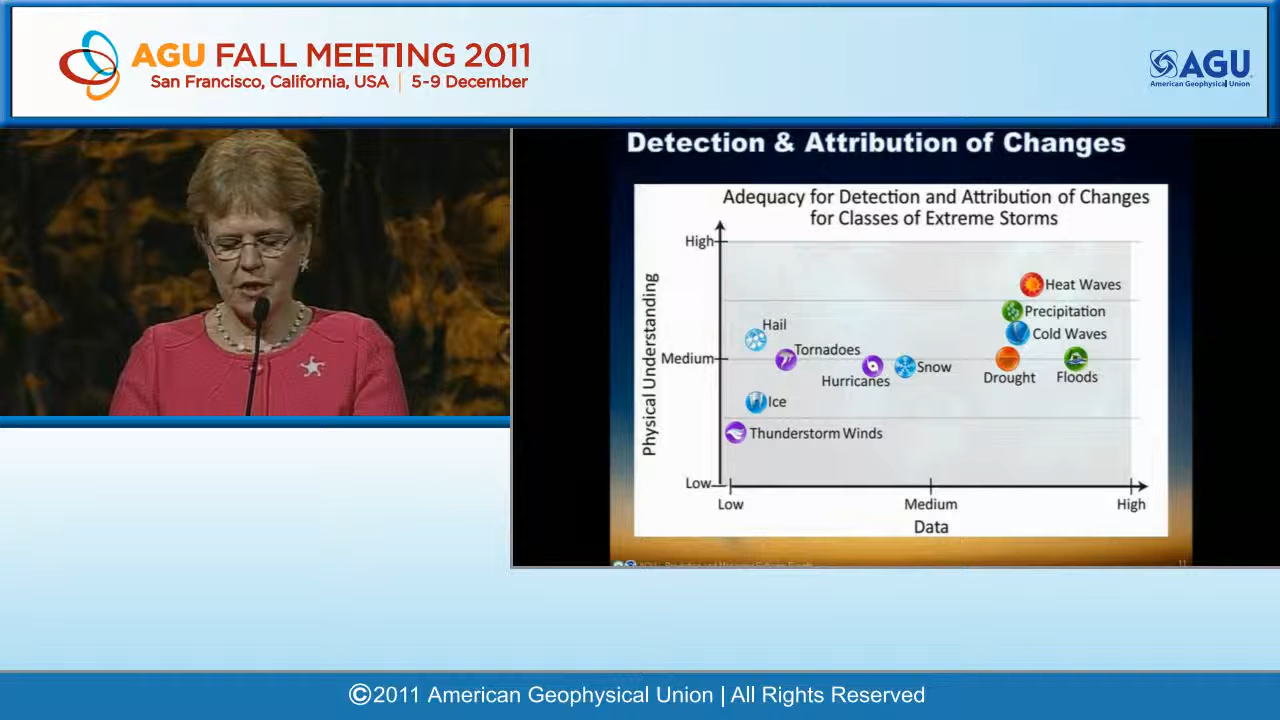 AGU FALL MEETING 2011
San Francisco, California, USA | 5-9 December
AGU
American Geophysical Union
Detection & Attribution of Changes
Adequacy for Detection and Attribution of Changes
for Classes of Extreme Storms
Physical Understanding
High
Medium
Low
Heat Waves
Precipitation
Hail
Cold Waves
Tornadoes
Snow
Hurricanes
Drought
Floods
Ice
Thunderstorm Winds
Low
Medium
High
Data
11
©2011 American Geophysical Union | All Rights Reserved